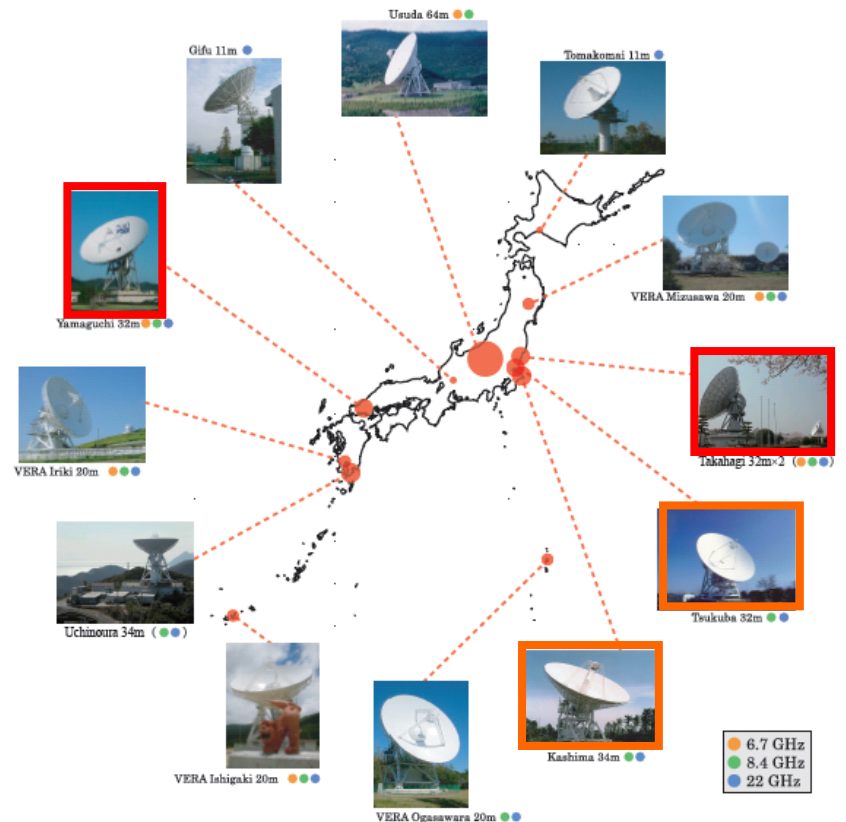 Usuda 64m
Gifu 11m
Tomakomai 11m
VERA Mizusawa 20m
Yamaguchi 32m
Takahagi 32m×2 ( )
VERA Iriki 20m
Tsukuba 32m
Uchinoura 34m ( )
Kashima 34m
VERA Ishigaki 20m
VERA Ogasawara 20m
6.7 GHz
8.4 GHz
22 GHz